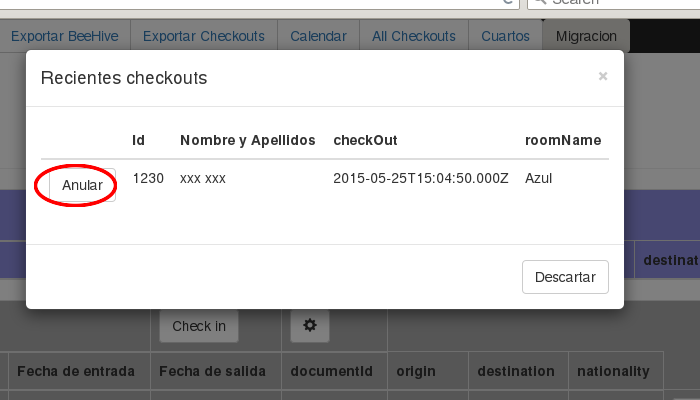 Search
Exportar BeeHive Exportar Checkouts Calendar All Checkouts Cuartos Migracion
Recientes checkouts ×
Id Nombre y Apellidos checkOut roomName
Anular 1230 xxx xxx 2015-05-25T15:04:50.000Z Azul
destinat
Descartar
Check in
Fecha de entrada Fecha de salida documentId origin destination nationality